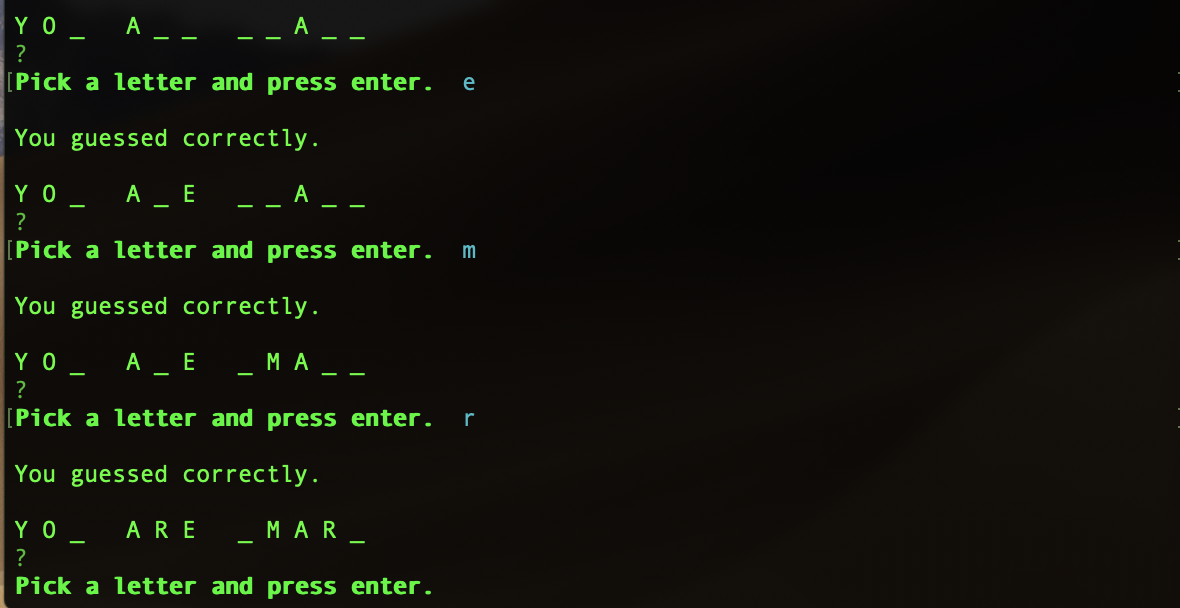 Y O _   A _ _   _ _ A _ _
?
[Pick a letter and press enter.  e
You guessed correctly.
Y O _   A _ E   _ _ A _ _
?
[Pick a letter and press enter.  m
You guessed correctly.
Y O _   A _ E   _ M A _ _
?
[Pick a letter and press enter.  r
You guessed correctly.
Y O _   A R E   _ M A R _
?
Pick a letter and press enter.